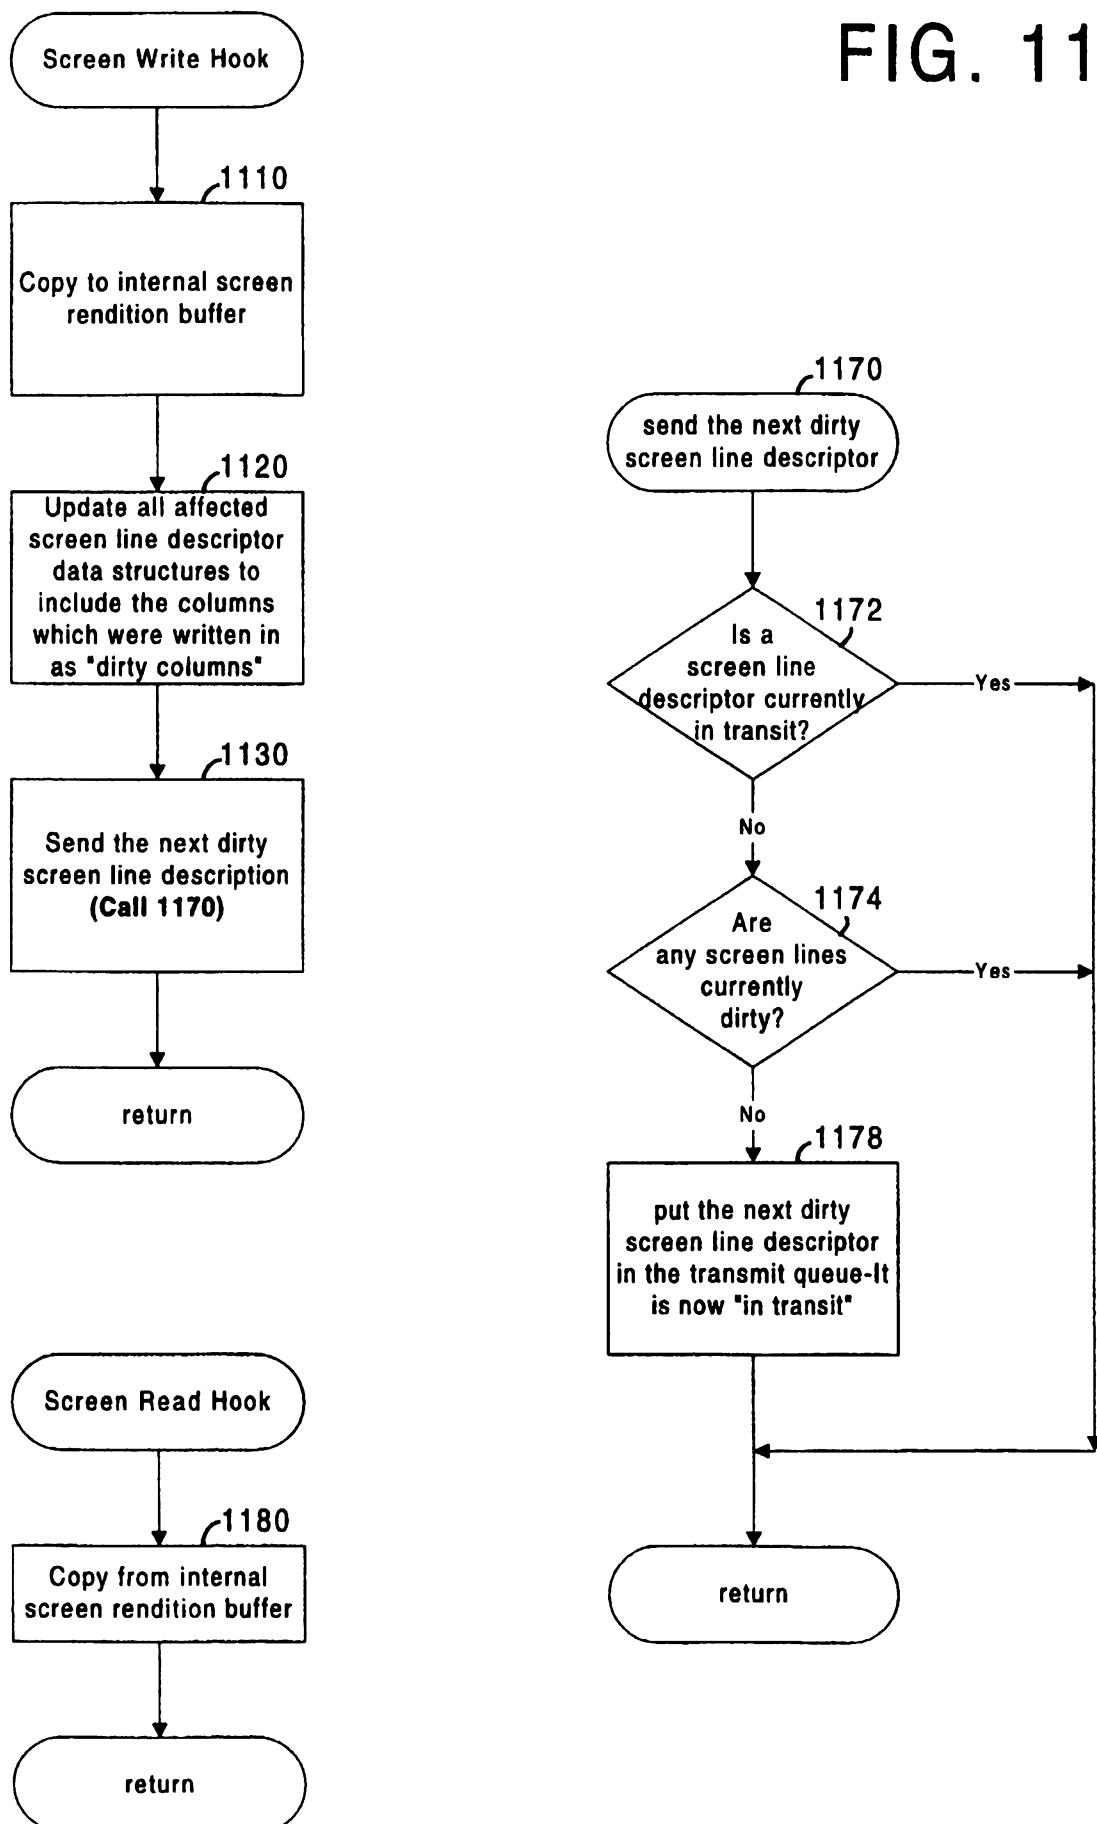 FIG. 11
Screen Write Hook
1110
Copy to internal screen
rendition buffer
1120
Update all affected
screen line descriptor
data structures to
include the columns
which were written in
as "dirty columns"
1130
Send the next dirty
screen line description
(Call 1170)
return
Screen Read Hook
1180
Copy from internal
screen rendition buffer
return
1170
send the next dirty
screen line descriptor
1172
Is a
screen line
descriptor currently
in transit?
Yes
No
1174
Are
any screen lines
currently
dirty?
Yes
No
1178
put the next dirty
screen line descriptor
in the transmit queue-It
is now "in transit"
return